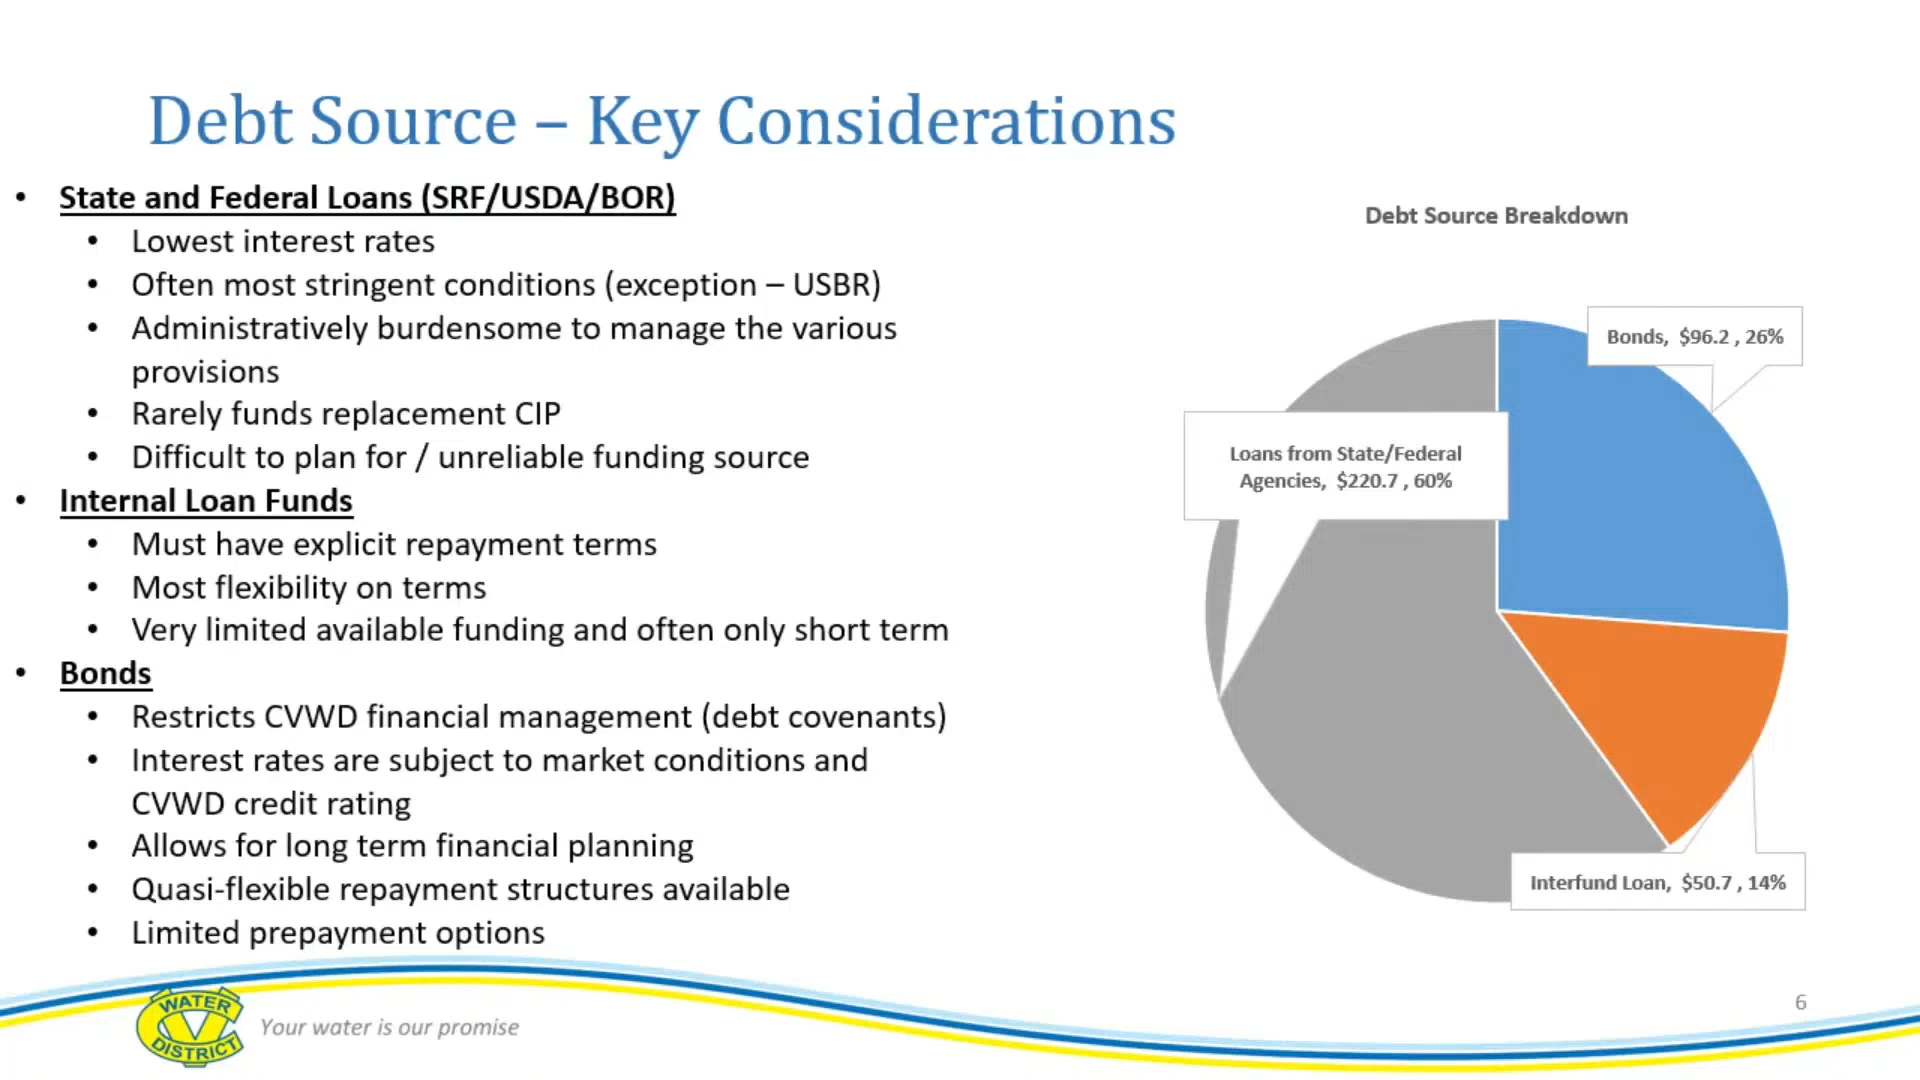 Debt Source – Key Considerations
• State and Federal Loans (SRF/USDA/BOR)
• Lowest interest rates
• Often most stringent conditions (exception – USBR)
• Administratively burdensome to manage the various
provisions
• Rarely funds replacement CIP
• Difficult to plan for / unreliable funding source
• Internal Loan Funds
• Must have explicit repayment terms
• Most flexibility on terms
• Very limited available funding and often only short term
• Bonds
• Restricts CVWD financial management (debt covenants)
• Interest rates are subject to market conditions and
CVWD credit rating
• Allows for long term financial planning
• Quasi-flexible repayment structures available
• Limited prepayment options
Debt Source Breakdown
Bonds, $96.2 , 26%
Loans from State/Federal
Agencies, $220.7 , 60%
Interfund Loan, $50.7 , 14%
WATER
CV
DISTRICT
Your water is our promise
6